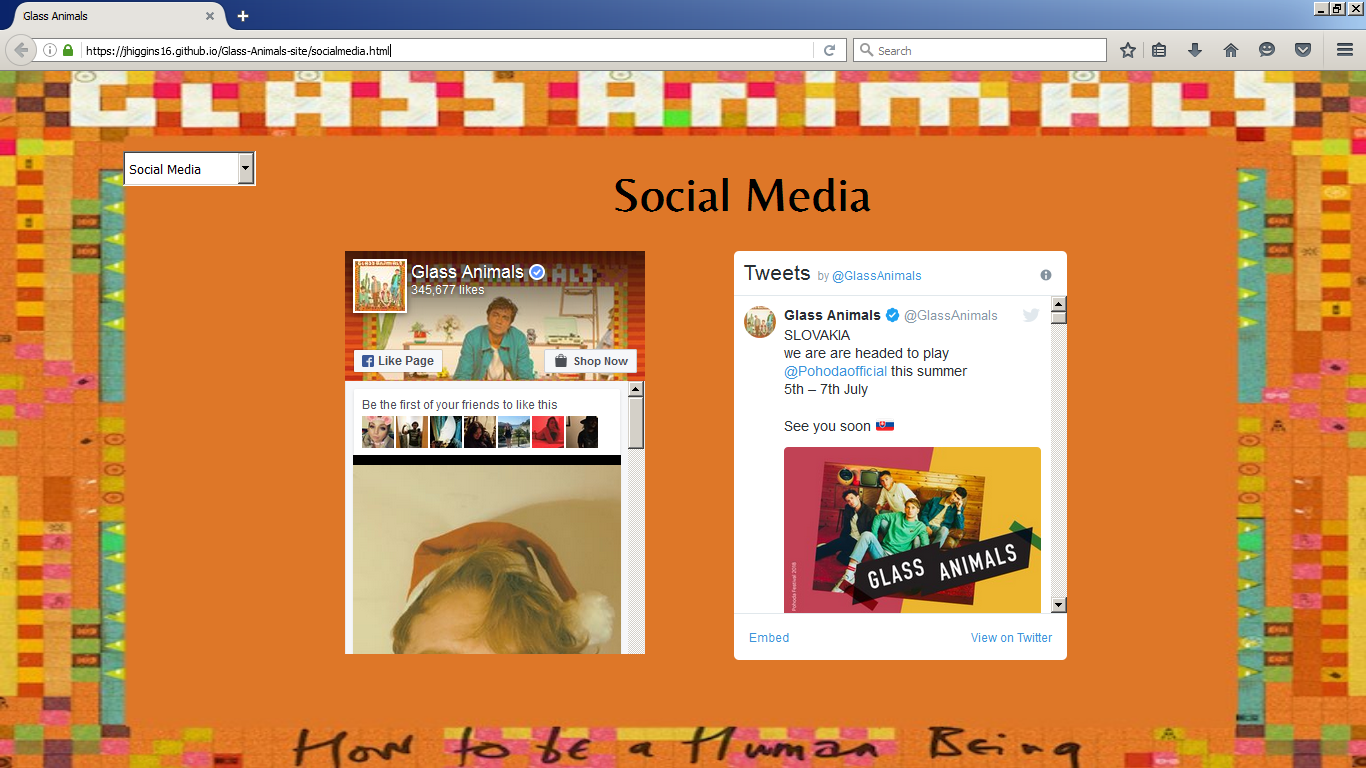 Glass Animals
https://jhiggins16.github.io/Glass-Animals-site/socialmedia.html
Search
GLASS ANIMALS
Social Media
Social Media
Glass Animals
345,677 likes
Like Page
Shop Now
Be the first of your friends to like this
Tweets by @GlassAnimals
Glass Animals @GlassAnimals
SLOVAKIA
we are are headed to play
@Pohodaofficial this summer
5th – 7th July
See you soon 🇸🇰
GLASS ANIMALS
Pohoda Festival 2018
Embed
View on Twitter
How to be a Human Being